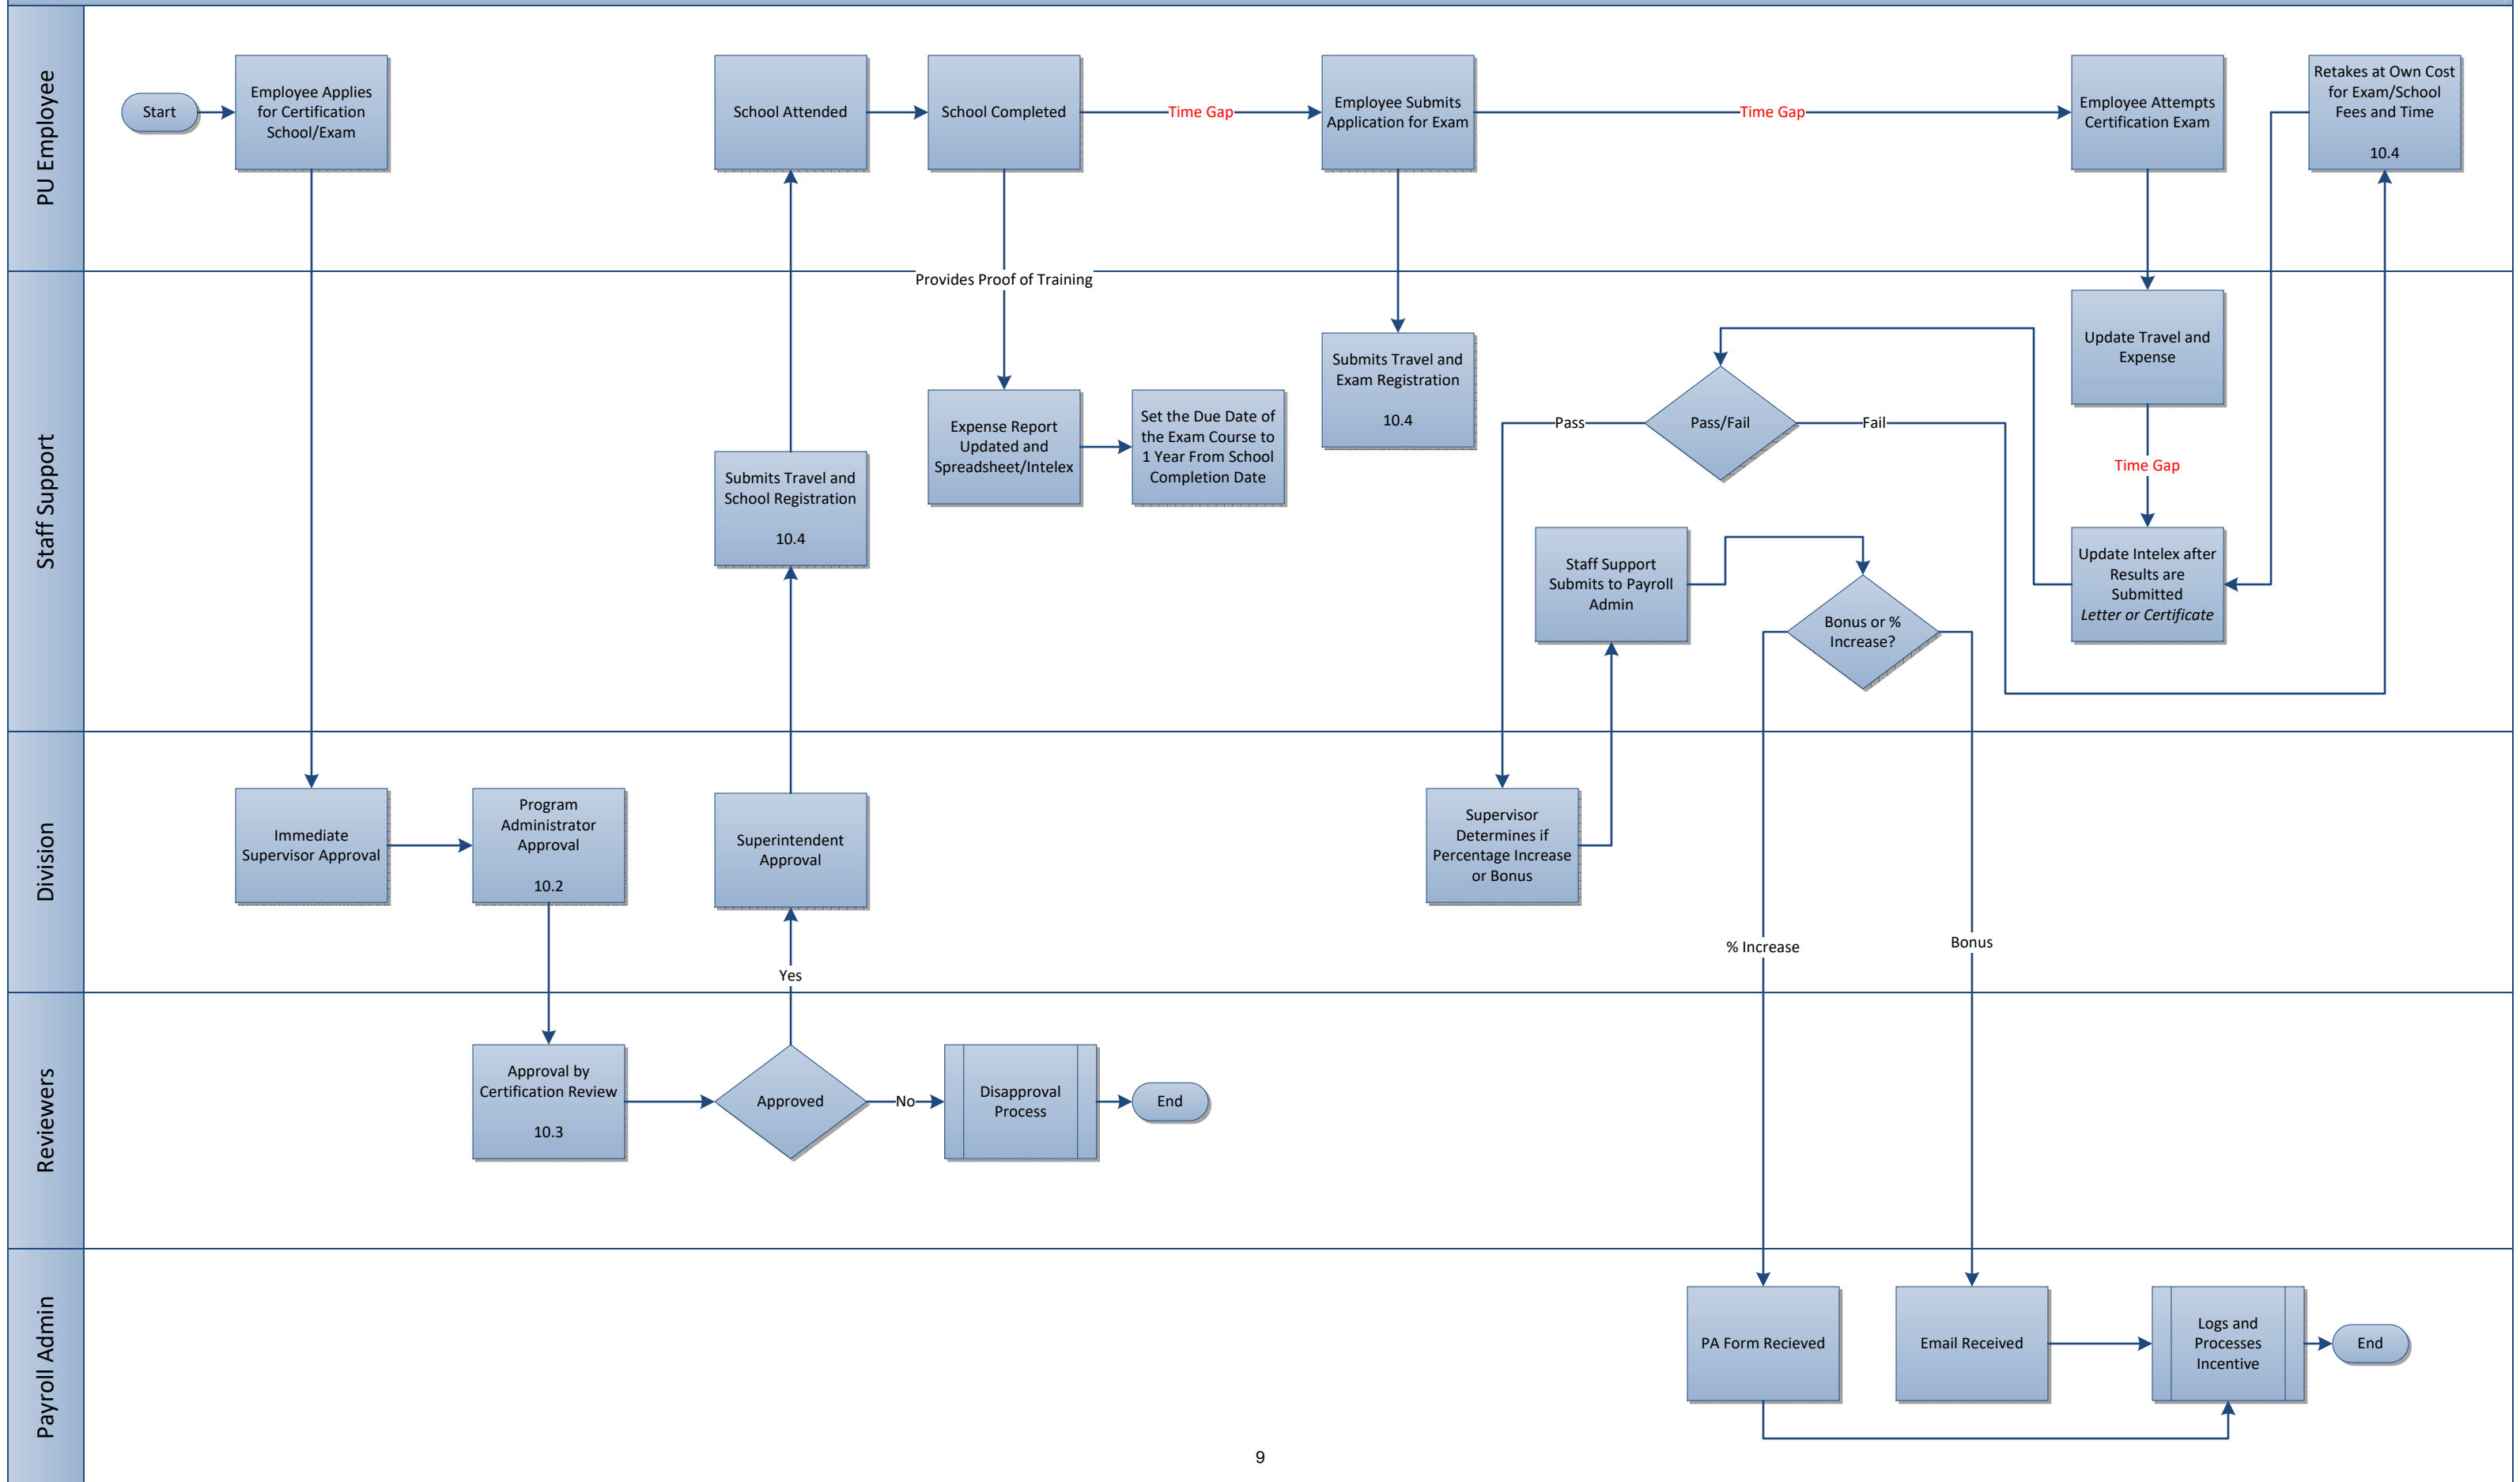 PU Employee
Start
Employee Applies
for Certification
School/Exam
School Attended
School Completed
Time Gap
Employee Submits
Application for Exam
Time Gap
Employee Attempts
Certification Exam
Retakes at Own Cost
for Exam/School
Fees and Time
10.4
Provides Proof of Training
Staff Support
Submits Travel and
School Registration
10.4
Expense Report
Updated and
Spreadsheet/Intelex
Set the Due Date of
the Exam Course to
1 Year From School
Completion Date
Submits Travel and
Exam Registration
10.4
Pass
Pass/Fail
Fail
Update Travel and
Expense
Time Gap
Update Intelex after
Results are
Submitted
Letter or Certificate
Staff Support
Submits to Payroll
Admin
Bonus or %
Increase?
Division
Immediate
Supervisor Approval
Program
Administrator
Approval
10.2
Superintendent
Approval
Supervisor
Determines if
Percentage Increase
or Bonus
% Increase
Bonus
Yes
Reviewers
Approval by
Certification Review
10.3
Approved
No
Disapproval
Process
End
Payroll Admin
PA Form Recieved
Email Received
Logs and
Processes
Incentive
End
9